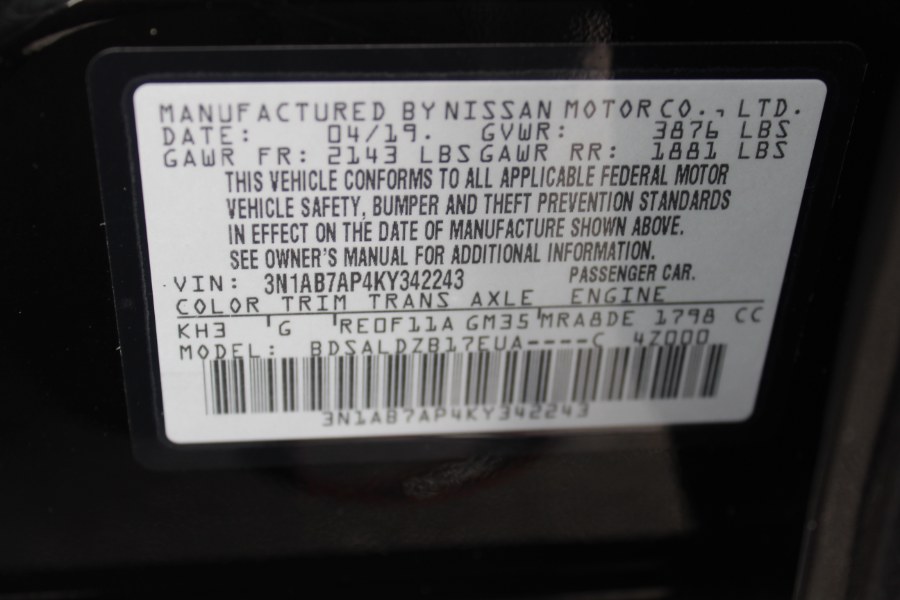 MANUFACTURED BY NISSAN MOTOR CO., LTD.
DATE: 04/19. GVWR: 3876 LBS
GAWR FR: 2143 LBS GAWR RR: 1881 LBS
THIS VEHICLE CONFORMS TO ALL APPLICABLE FEDERAL MOTOR
VEHICLE SAFETY, BUMPER AND THEFT PREVENTION STANDARDS
IN EFFECT ON THE DATE OF MANUFACTURE SHOWN ABOVE.
SEE OWNER'S MANUAL FOR ADDITIONAL INFORMATION.
VIN: 3N1AB7AP4KY342243 PASSENGER CAR.
COLOR TRIM TRANS AXLE ENGINE
KH3 G RE0F11A GM35 MRA8DE 1798 CC
MODEL: BDSALDZB17EUA----C 4Z000
3N1AB7AP4KY342243